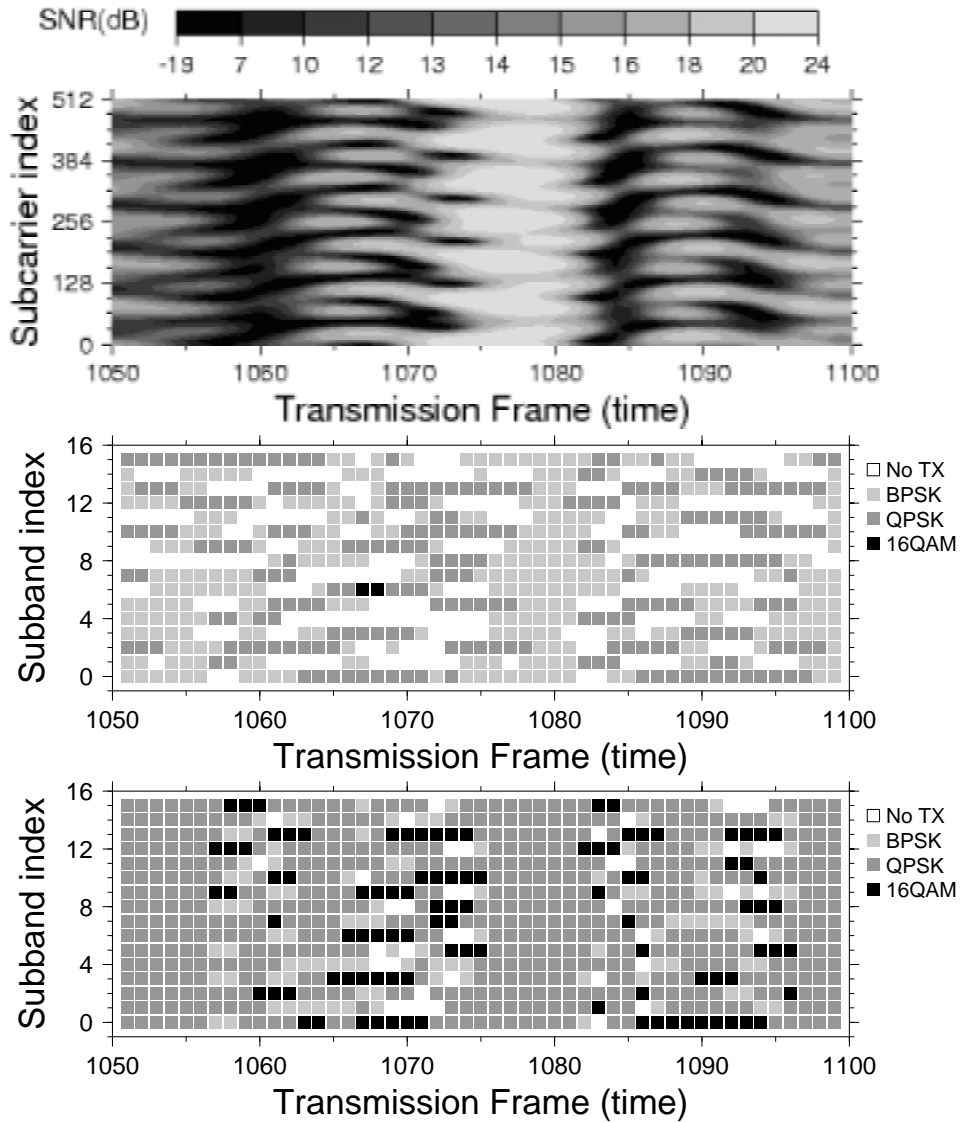 SNR(dB)
-19 7 10 12 13 14 15 16 18 20 24
Subcarrier index
512
384
256
128
0
1050 1060 1070 1080 1090 1100
Transmission Frame (time)
Subband index
16
12
8
4
0
No TX
BPSK
QPSK
16QAM
1050 1060 1070 1080 1090 1100
Transmission Frame (time)
Subband index
16
12
8
4
0
No TX
BPSK
QPSK
16QAM
1050 1060 1070 1080 1090 1100
Transmission Frame (time)